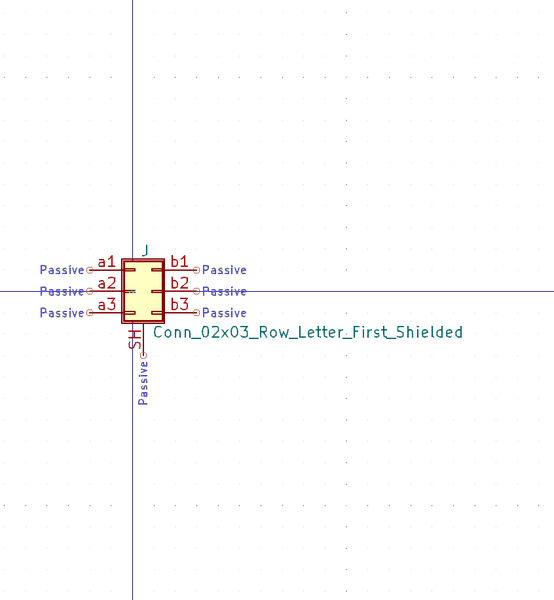 J
a1 b1
Passive Passive
a2 b2
Passive Passive
a3 b3
Passive Passive
SH
Conn_02x03_Row_Letter_First_Shielded
Passive